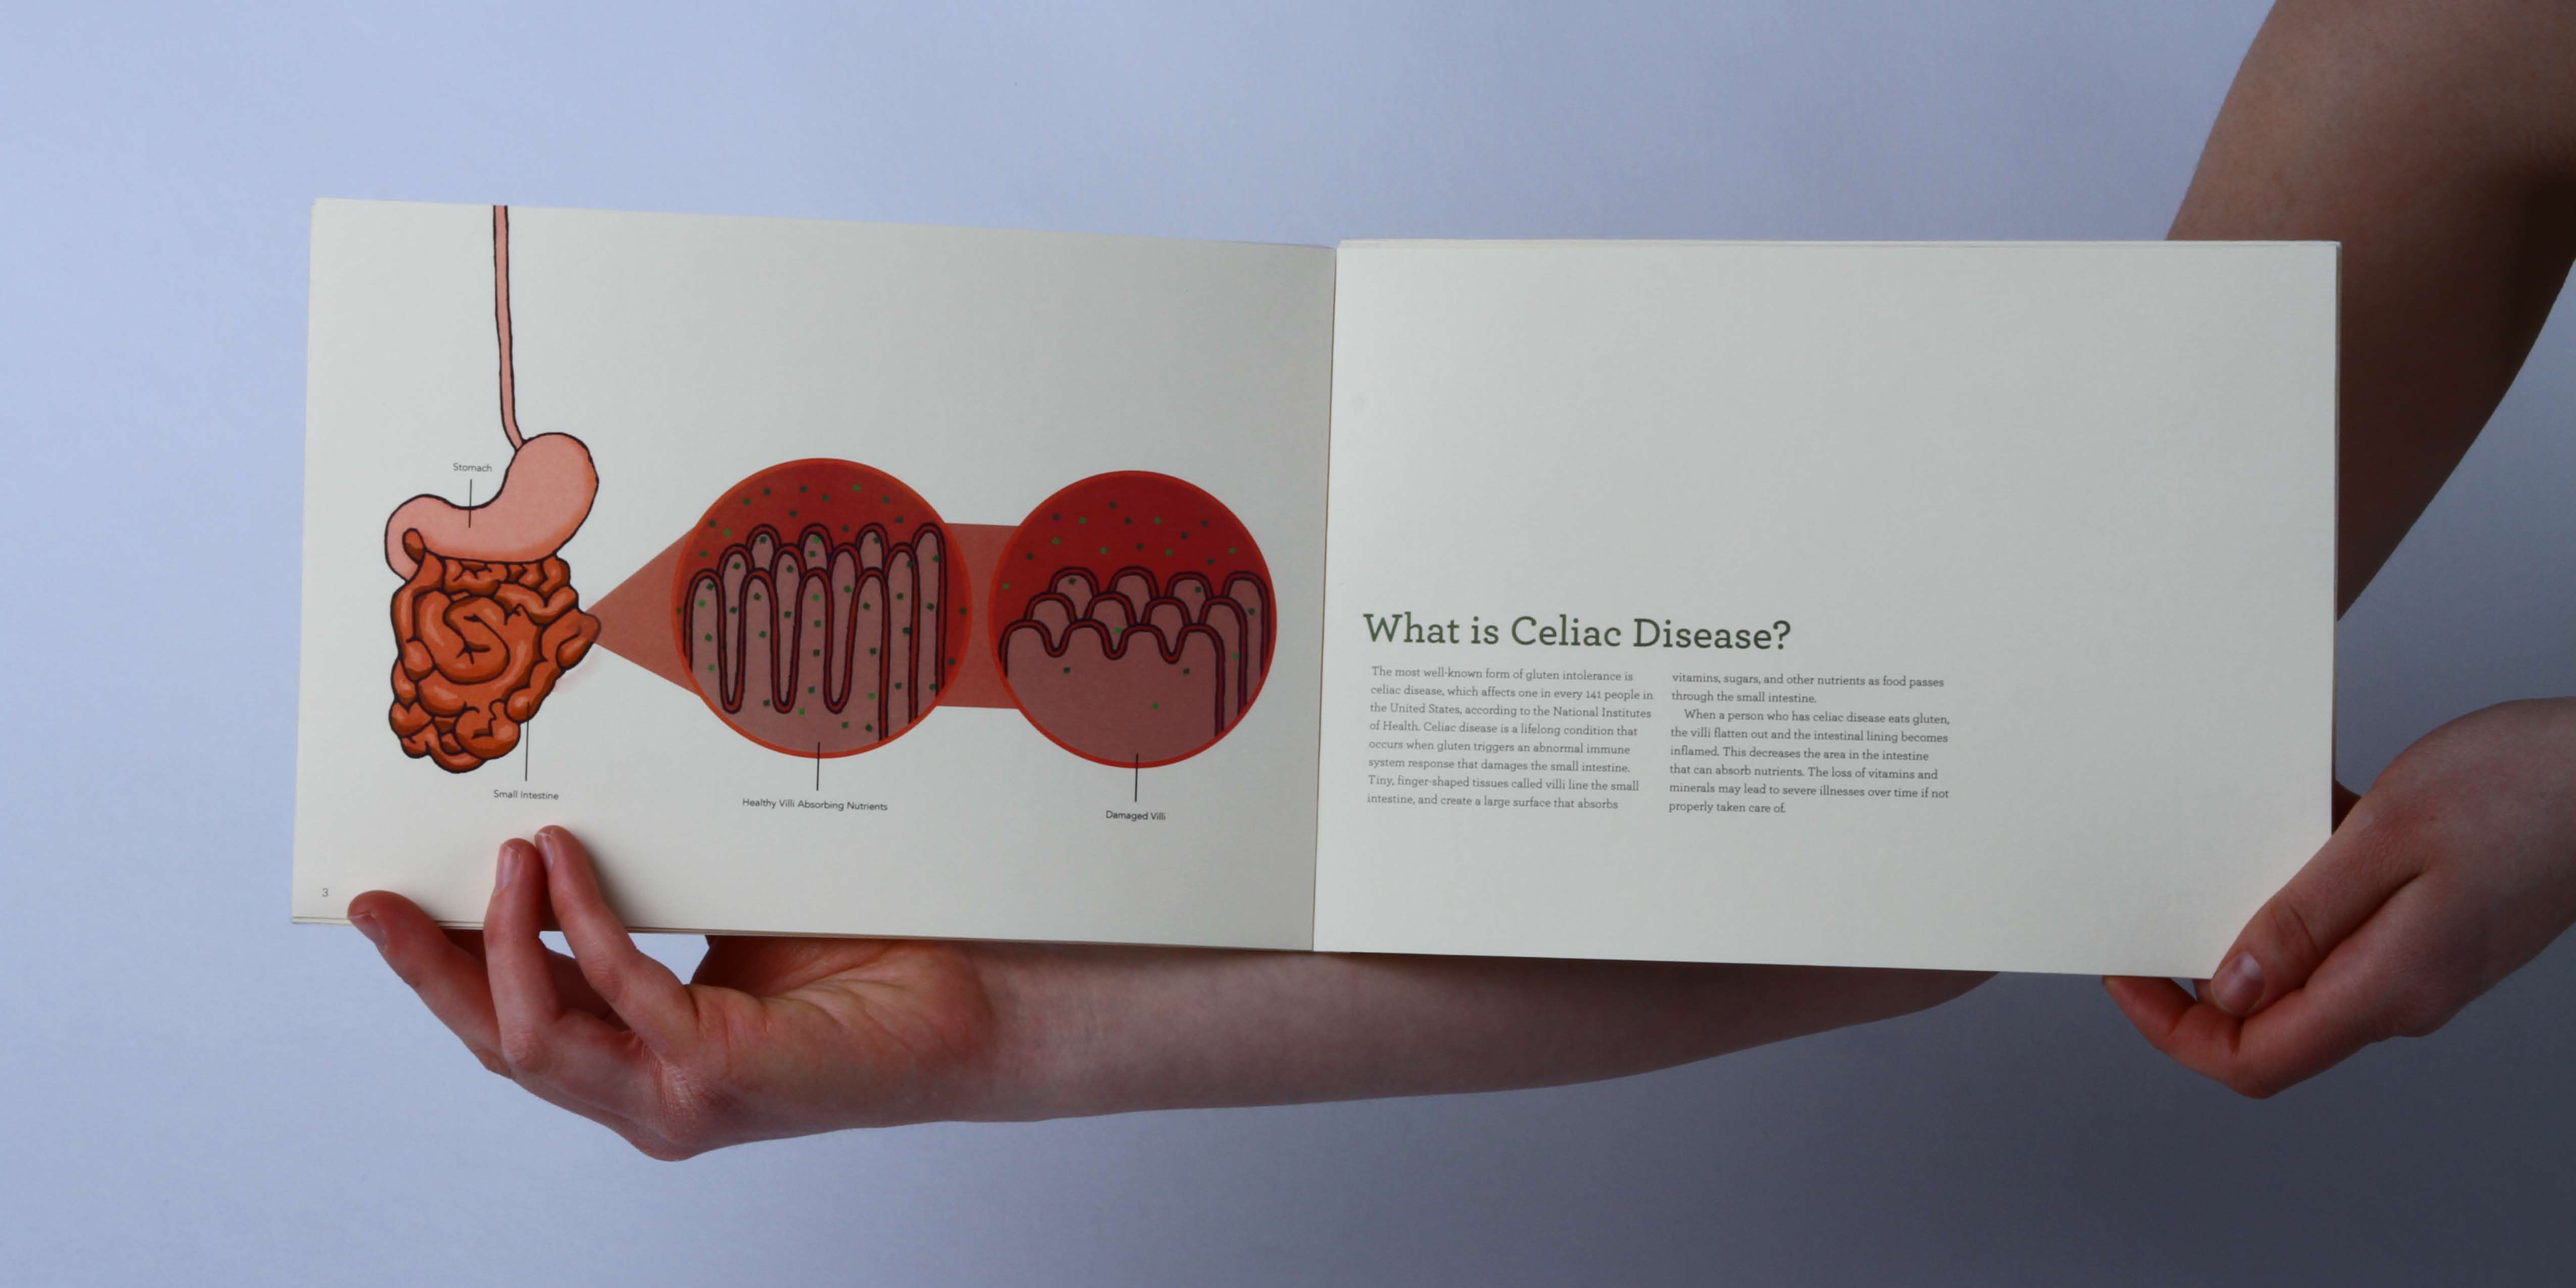 Stomach
Small Intestine
Healthy Villi Absorbing Nutrients
Damaged Villi
3
What is Celiac Disease?
The most well-known form of gluten intolerance is
celiac disease, which affects one in every 141 people in
the United States, according to the National Institutes
of Health. Celiac disease is a lifelong condition that
occurs when gluten triggers an abnormal immune
system response that damages the small intestine.
Tiny, finger-shaped tissues called villi line the small
intestine, and create a large surface that absorbs
vitamins, sugars, and other nutrients as food passes
through the small intestine.
When a person who has celiac disease eats gluten,
the villi flatten out and the intestinal lining becomes
inflamed. This decreases the area in the intestine
that can absorb nutrients. The loss of vitamins and
minerals may lead to severe illnesses over time if not
properly taken care of.